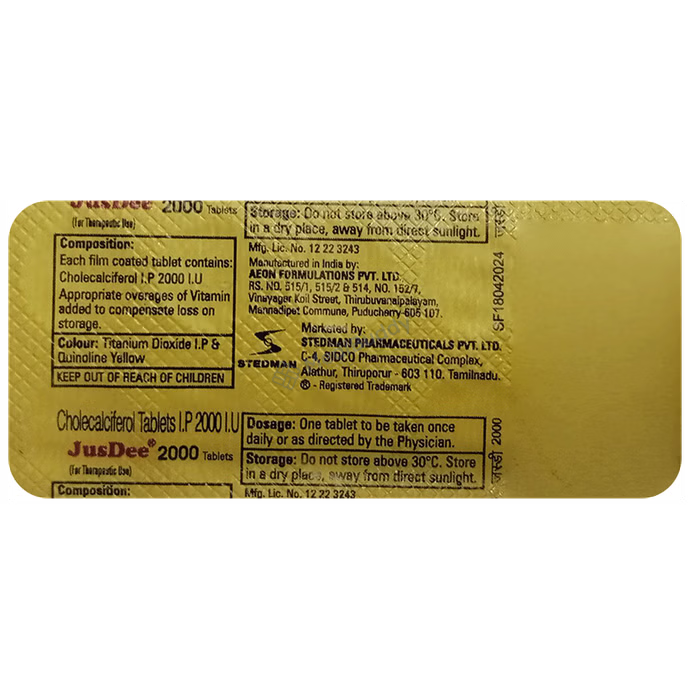 JusDee 2000 Tablets
(For Therapeutic Use)
Composition:
Each film coated tablet contains:
Cholecalciferol I.P 2000 I.U
Appropriate overages of Vitamin
added to compensate loss on
storage.
Colour: Titanium Dioxide I.P &
Quinoline Yellow
KEEP OUT OF REACH OF CHILDREN
Storage: Do not store above 30°C. Store
in a dry place, away from direct sunlight.
Mfg. Lic. No. 12 22 3243
Manufactured in India by:
AEON FORMULATIONS PVT. LTD.
RS. NO. 515/1, 515/2 & 514, NO. 152/7,
Vinayagar Koil Street, Thirubuvanaipalayam,
Mannadipet Commune, Puducherry-605 107.
STEDMAN
Marketed by:
STEDMAN PHARMACEUTICALS PVT. LTD.
C-4, SIDCO Pharmaceutical Complex,
Alathur, Thiruporur - 603 110. Tamilnadu.
® - Registered Trademark
SF18042024
Cholecalciferol Tablets I.P 2000 I.U
JusDee® 2000 Tablets
(For Therapeutic Use)
Composition:
Dosage: One tablet to be taken once
daily or as directed by the Physician.
Storage: Do not store above 30°C. Store
in a dry place, away from direct sunlight.
Mfg. Lic. No. 12 22 3243
2000